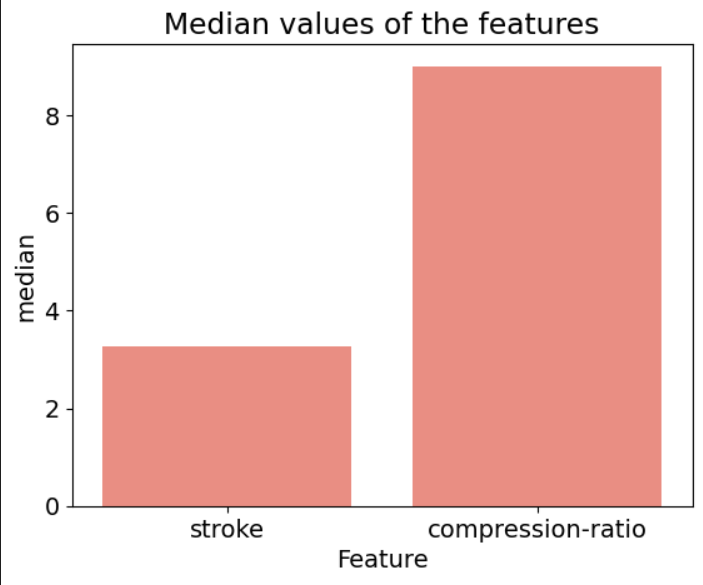 Median values of the features
8
6
4
2
0
median
stroke
compression-ratio
Feature